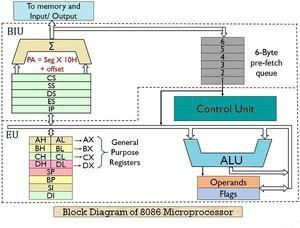 To memory and
Input/ Output
BIU
Σ
PA = Seg X 10H
+ offset
CS
SS
DS
ES
IP
6
5
4
3
2
1
6-Byte
pre-fetch
queue
Control Unit
EU
AH AL AX
BH BL BX
CH CL CX
DH DL DX
SP
BP
SI
DI
General
Purpose
Registers
ALU
Operands
Flags
Block Diagram of 8086 Microprocessor